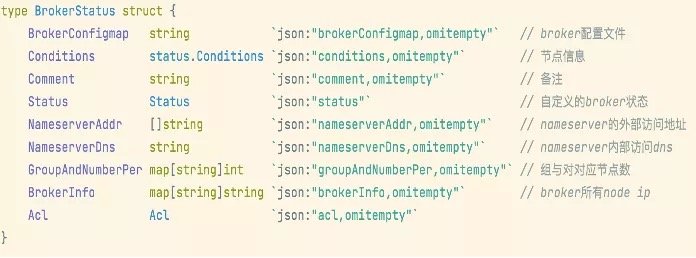 type BrokerStatus struct {
BrokerConfigmap string `json:"brokerConfigmap,omitempty"` // broker配置文件
Conditions status.Conditions `json:"conditions,omitempty"` // 节点信息
Comment string `json:"comment,omitempty"` // 备注
Status Status `json:"status"` // 自定义的broker状态
NameserverAddr []string `json:"nameserverAddr,omitempty"` // nameserver的外部访问地址
NameserverDns string `json:"nameserverDns,omitempty"` // nameserver内部访问dns
GroupAndNumberPer map[string]int `json:"groupAndNumberPer,omitempty"` // 组与对对应节点数
BrokerInfo map[string]string `json:"brokerInfo,omitempty"` // broker所有node ip
Acl Acl `json:"acl,omitempty"`
}